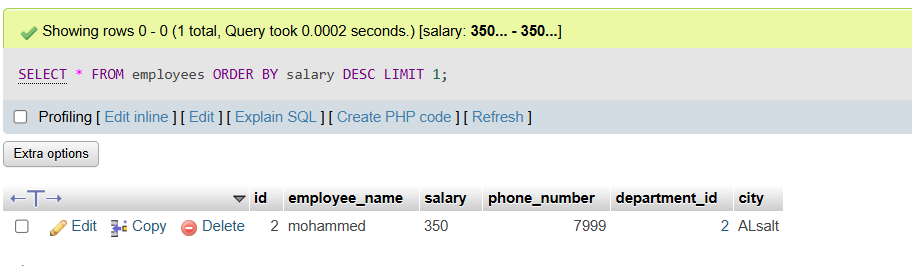 Showing rows 0 - 0 (1 total, Query took 0.0002 seconds.) [salary: 350... - 350...]
SELECT * FROM employees ORDER BY salary DESC LIMIT 1;
Profiling [ Edit inline ] [ Edit ] [ Explain SQL ] [ Create PHP code ] [ Refresh ]
Extra options
←T→ id employee_name salary phone_number department_id city
Edit Copy Delete 2 mohammed 350 7999 2 ALsalt